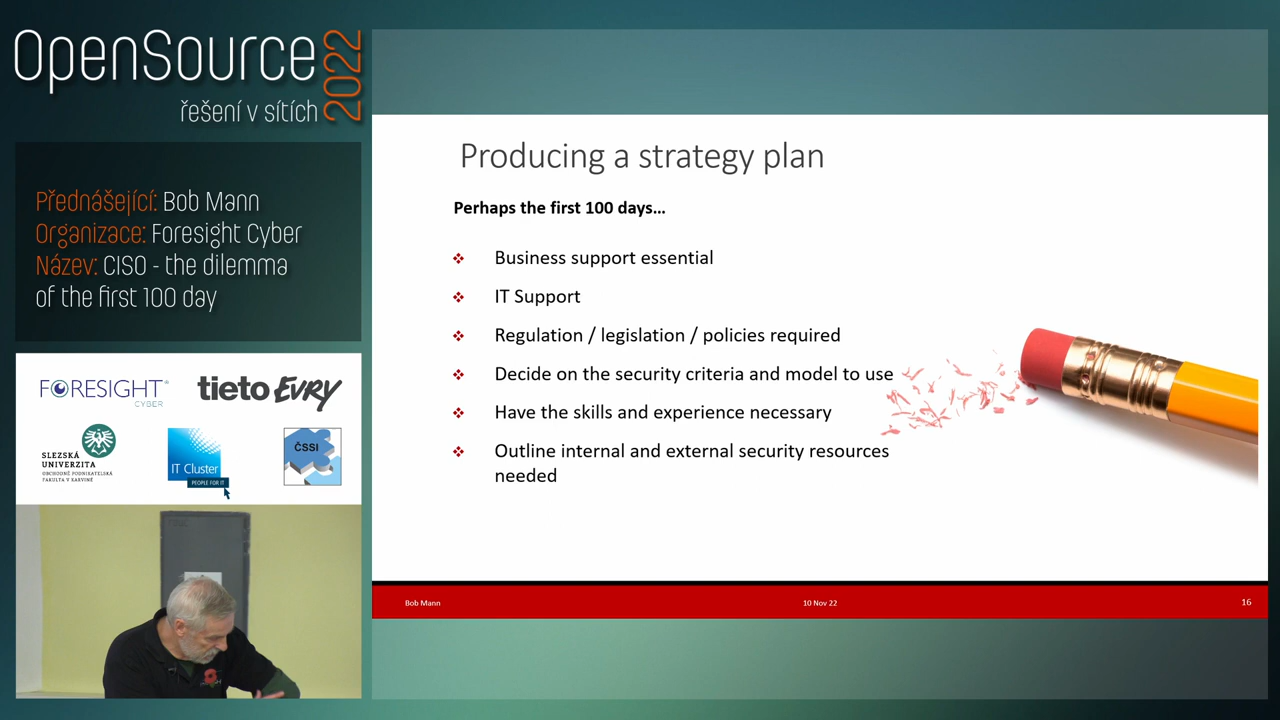 OpenSource
2022
řešení v sítích
Přednášející: Bob Mann
Organizace: Foresight Cyber
Název: CISO - the dilemma
of the first 100 day
FORESIGHT®
CYBER
tieto EVRY
SLEZSKÁ
UNIVERZITA
OBCHODNĚ PODNIKATELSKÁ
FAKULTA V KARVINÉ
IT Cluster
PEOPLE FOR IT
ČSSI
Producing a strategy plan
Perhaps the first 100 days...
Business support essential
IT Support
Regulation / legislation / policies required
Decide on the security criteria and model to use
Have the skills and experience necessary
Outline internal and external security resources
needed
Bob Mann
10 Nov 22
16